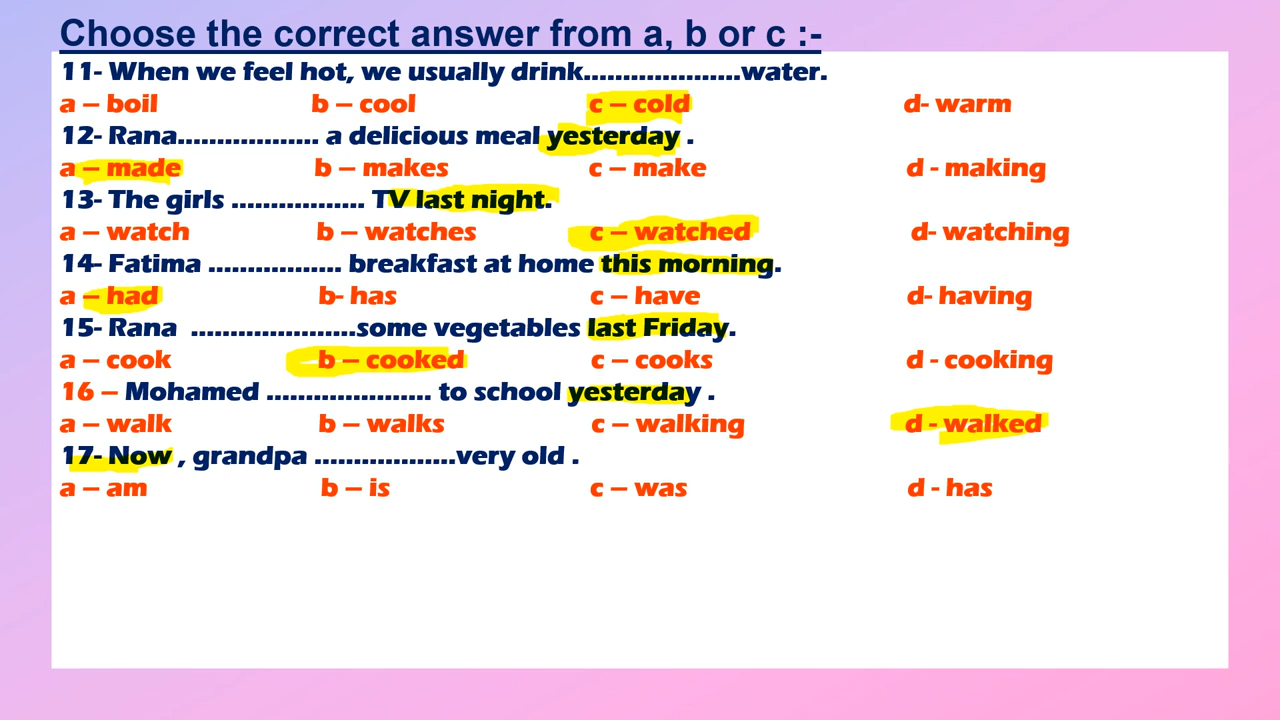 Choose the correct answer from a, b or c :-
11- When we feel hot, we usually drink....................water.
a – boil b – cool c – cold d- warm
12- Rana.................. a delicious meal yesterday .
a – made b – makes c – make d - making
13- The girls ................. TV last night.
a – watch b – watches c – watched d- watching
14- Fatima ................. breakfast at home this morning.
a – had b- has c – have d- having
15- Rana .....................some vegetables last Friday.
a – cook b – cooked c – cooks d - cooking
16 – Mohamed ..................... to school yesterday .
a – walk b – walks c – walking d - walked
17- Now , grandpa ..................very old .
a – am b – is c – was d - has